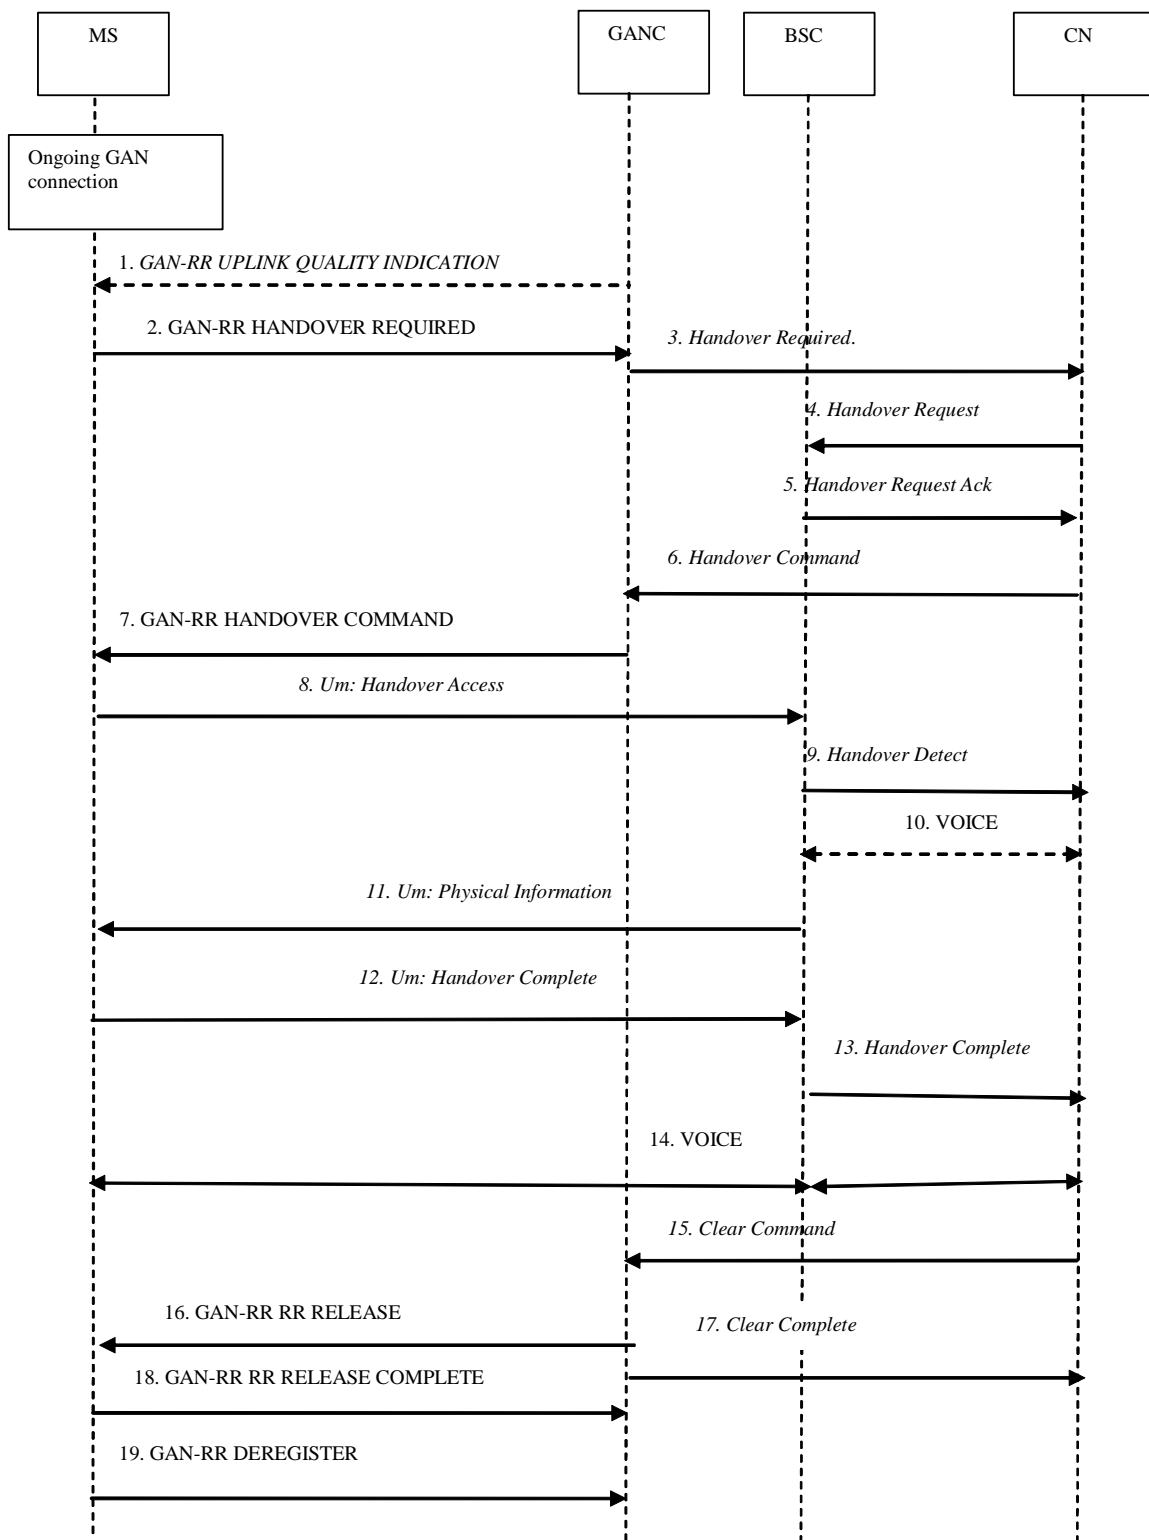 MS
GANC
BSC
CN
Ongoing GAN
connection
1. GAN-RR UPLINK QUALITY INDICATION
2. GAN-RR HANDOVER REQUIRED
3. Handover Required.
4. Handover Request
5. Handover Request Ack
6. Handover Command
7. GAN-RR HANDOVER COMMAND
8. Um: Handover Access
9. Handover Detect
10. VOICE
11. Um: Physical Information
12. Um: Handover Complete
13. Handover Complete
14. VOICE
15. Clear Command
16. GAN-RR RR RELEASE
17. Clear Complete
18. GAN-RR RR RELEASE COMPLETE
19. GAN-RR DEREGISTER